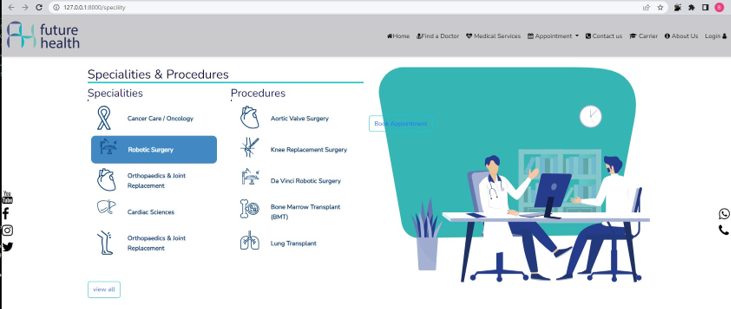 127.0.0.1:8000/specility
B
future
health
Home
Find a Doctor
Medical Services
Appointment
Contact us
Carrier
About Us
Login
Specialities & Procedures
Specialities
Procedures
Cancer Care / Oncology
Aortic Valve Surgery
Book Appointment
Robotic Surgery
Knee Replacement Surgery
Orthopaedics & Joint
Replacement
Da Vinci Robotic Surgery
Cardiac Sciences
Bone Marrow Transplant
(BMT)
Orthopaedics & Joint
Replacement
Lung Transplant
view all
You
Tube